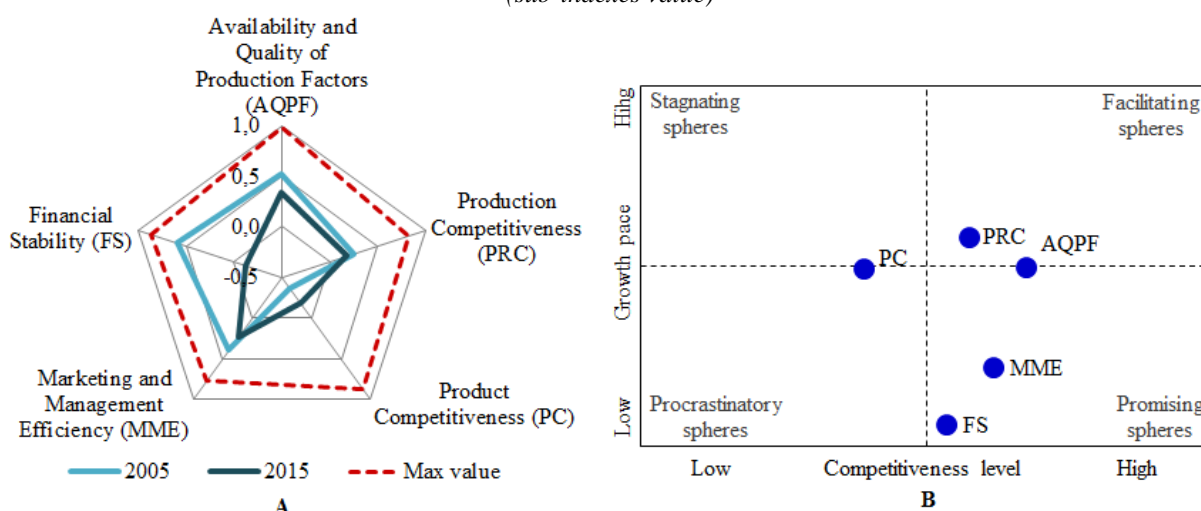 (sub-indexes value)
Availability and
Quality of
Production Factors
(AQPF)
1,0
0,5
0,0
-0,5
Production
Competitiveness
(PRC)
Product
Competitiveness (PC)
Marketing and
Management
Efficiency (MME)
Financial
Stability (FS)
2005
2015
Max value
A
Hihg
Growth pace
Low
Stagnating
spheres
Facilitating
spheres
PC
PRC
AQPF
MME
FS
Procrastinatory
spheres
Promising
spheres
Low
Competitiveness level
High
B